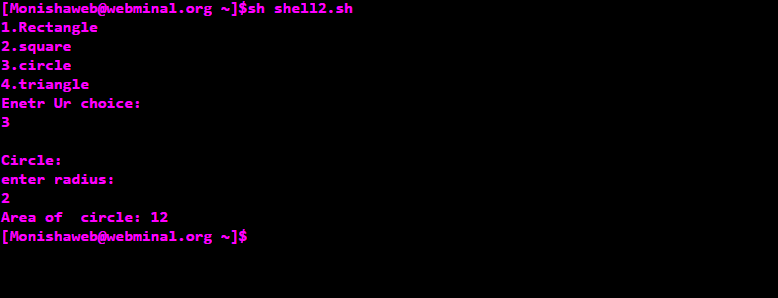 [Monishaweb@webminal.org ~]$sh shell2.sh
1.Rectangle
2.square
3.circle
4.triangle
Enetr Ur choice:
3
Circle:
enter radius:
2
Area of  circle: 12
[Monishaweb@webminal.org ~]$